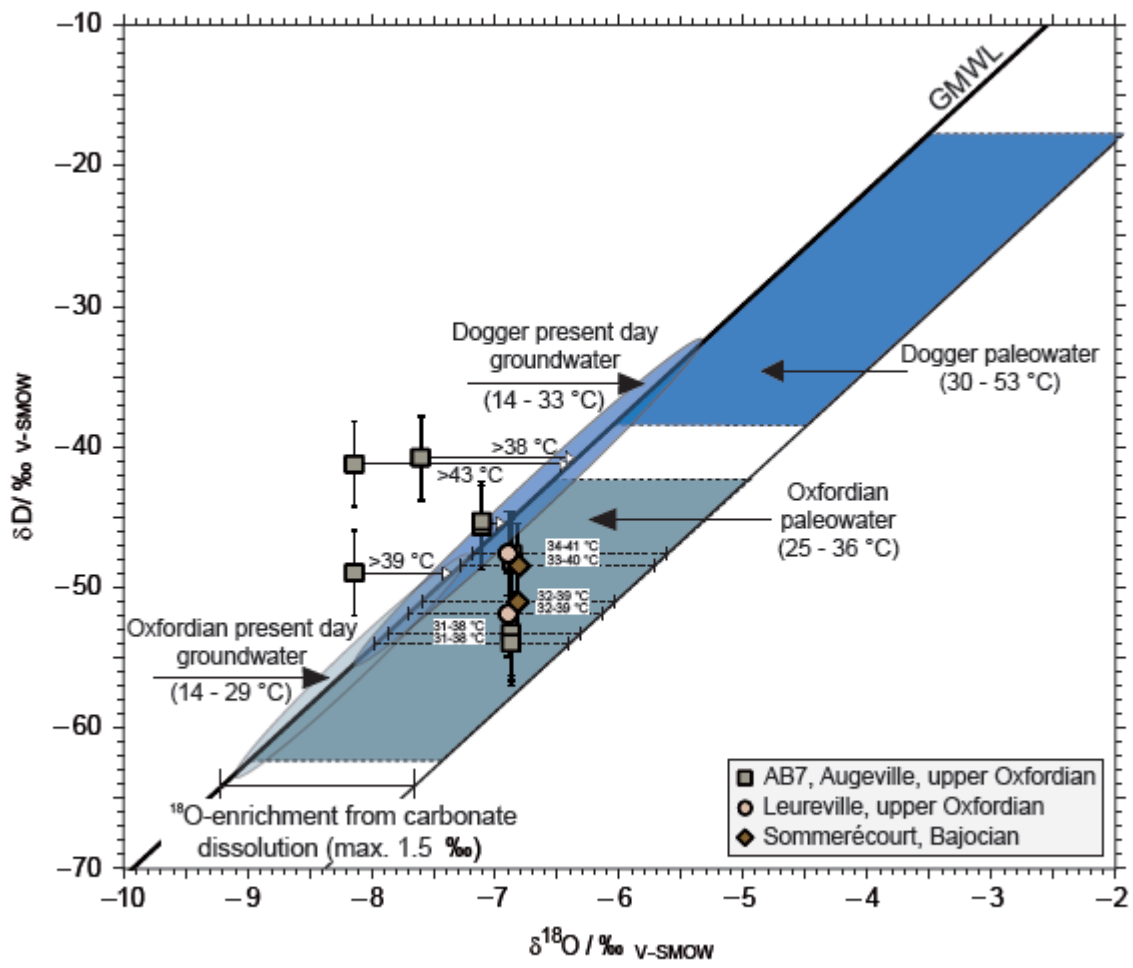 −10
−20
−30
−40
−50
−60
−70
δD/ ‰ V-SMOW
GMWL
Dogger present day
groundwater
(14 - 33 °C)
Dogger paleowater
(30 - 53 °C)
>38 °C
>43 °C
Oxfordian
paleowater
(25 - 36 °C)
34-41 °C
33-40 °C
>39 °C
32-39 °C
32-39 °C
31-38 °C
31-38 °C
Oxfordian present day
groundwater
(14 - 29 °C)
¹⁸O-enrichment from carbonate
dissolution (max. 1.5 ‰)
AB7, Augeville, upper Oxfordian
Leureville, upper Oxfordian
Sommerécourt, Bajocian
−10 −9 −8 −7 −6 −5 −4 −3 −2
δ¹⁸O / ‰ V-SMOW